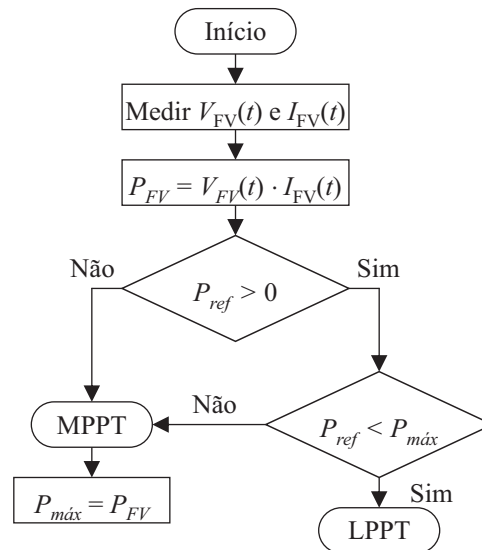 Início
Medir V_FV(t) e I_FV(t)
P_FV = V_FV(t) · I_FV(t)
Não
Sim
P_ref > 0
MPPT
Não
P_ref < P_máx
P_máx = P_FV
Sim
LPPT